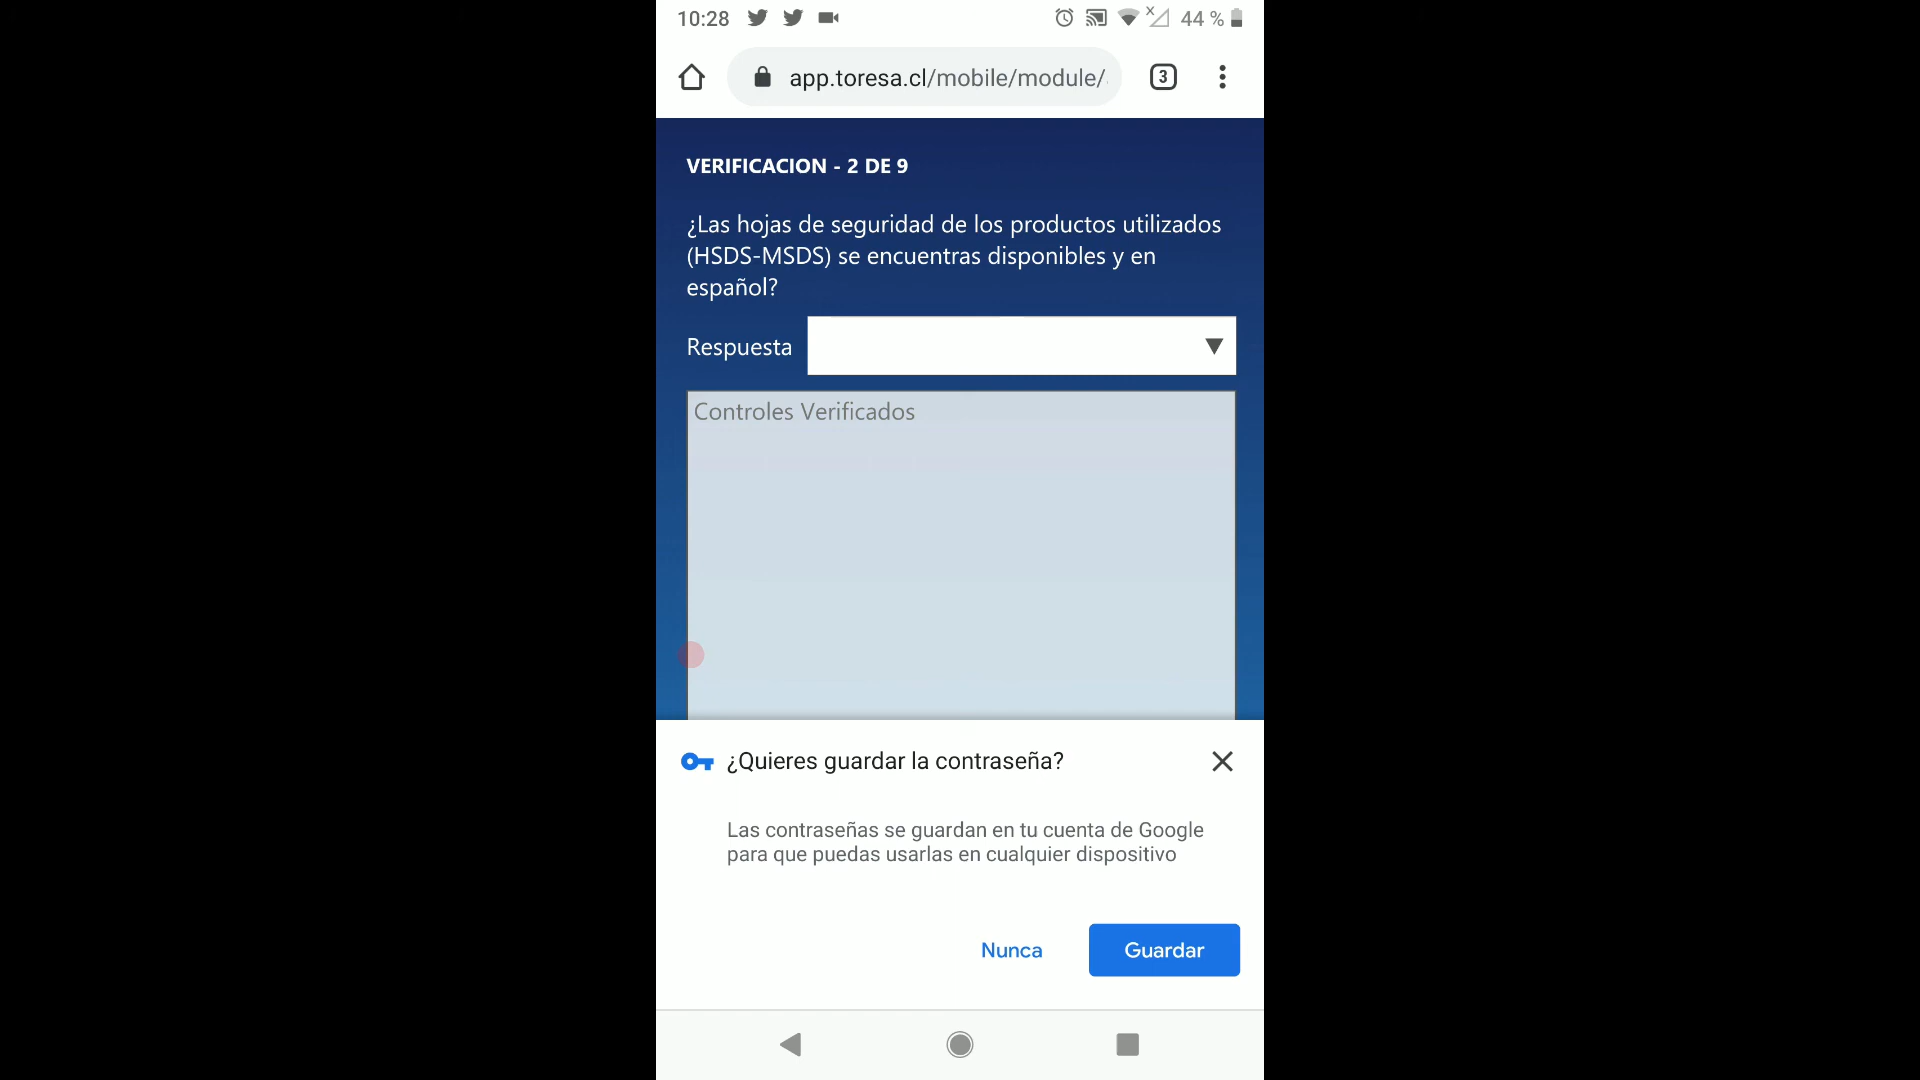 10:28 44 %
app.toresa.cl/mobile/module/
3
VERIFICACION - 2 DE 9
¿Las hojas de seguridad de los productos utilizados
(HSDS-MSDS) se encuentras disponibles y en
español?
Respuesta
Controles Verificados
¿Quieres guardar la contraseña?
Las contraseñas se guardan en tu cuenta de Google
para que puedas usarlas en cualquier dispositivo
Nunca Guardar